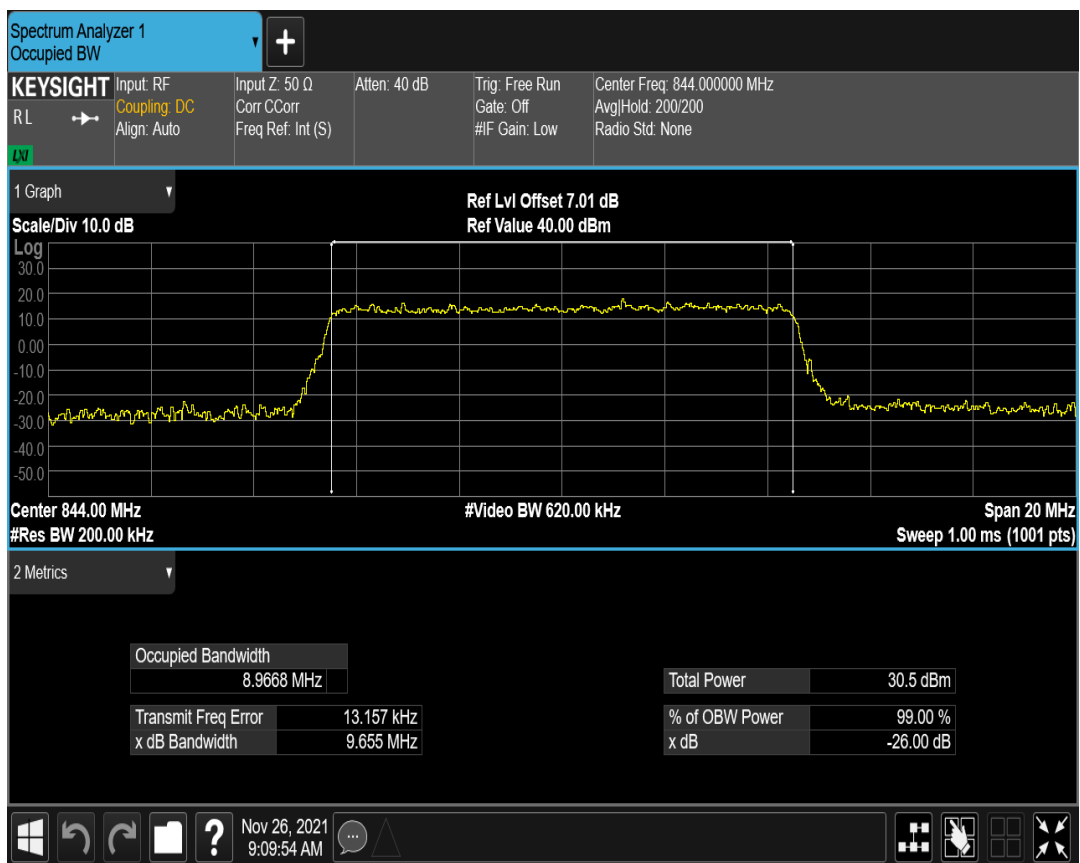 Spectrum Analyzer 1
Occupied BW
+
KEYSIGHT
RL
LXI
Input: RF
Coupling: DC
Align: Auto
Input Z: 50 Ω
Corr CCorr
Freq Ref: Int (S)
Atten: 40 dB
Trig: Free Run
Gate: Off
#IF Gain: Low
Center Freq: 844.000000 MHz
Avg|Hold: 200/200
Radio Std: None
1 Graph
Ref Lvl Offset 7.01 dB
Scale/Div 10.0 dB
Ref Value 40.00 dBm
Log
30.0
20.0
10.0
0.00
-10.0
-20.0
-30.0
-40.0
-50.0
Center 844.00 MHz
#Video BW 620.00 kHz
Span 20 MHz
#Res BW 200.00 kHz
Sweep 1.00 ms (1001 pts)
2 Metrics
Occupied Bandwidth
8.9668 MHz
Total Power 30.5 dBm
Transmit Freq Error 13.157 kHz
% of OBW Power 99.00 %
x dB Bandwidth 9.655 MHz
x dB -26.00 dB
?
Nov 26, 2021
9:09:54 AM